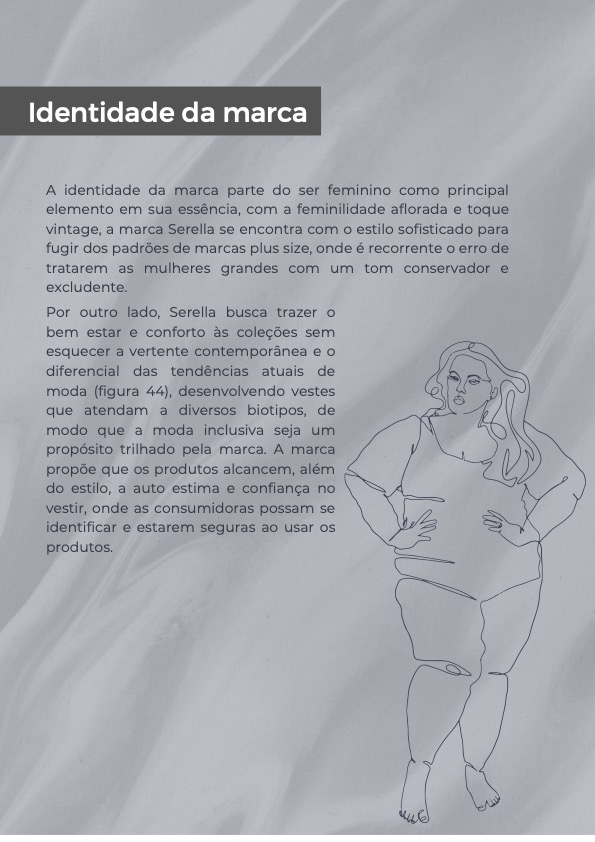 Identidade da marca
A identidade da marca parte do ser feminino como principal
elemento em sua essência, com a feminilidade aflorada e toque
vintage, a marca Serella se encontra com o estilo sofisticado para
fugir dos padrões de marcas plus size, onde é recorrente o erro de
tratarem as mulheres grandes com um tom conservador e
excludente.
Por outro lado, Serella busca trazer o
bem estar e conforto às coleções sem
esquecer a vertente contemporânea e o
diferencial das tendências atuais de
moda (figura 44), desenvolvendo vestes
que atendam a diversos biotipos, de
modo que a moda inclusiva seja um
propósito trilhado pela marca. A marca
propõe que os produtos alcancem, além
do estilo, a auto estima e confiança no
vestir, onde as consumidoras possam se
identificar e estarem seguras ao usar os
produtos.